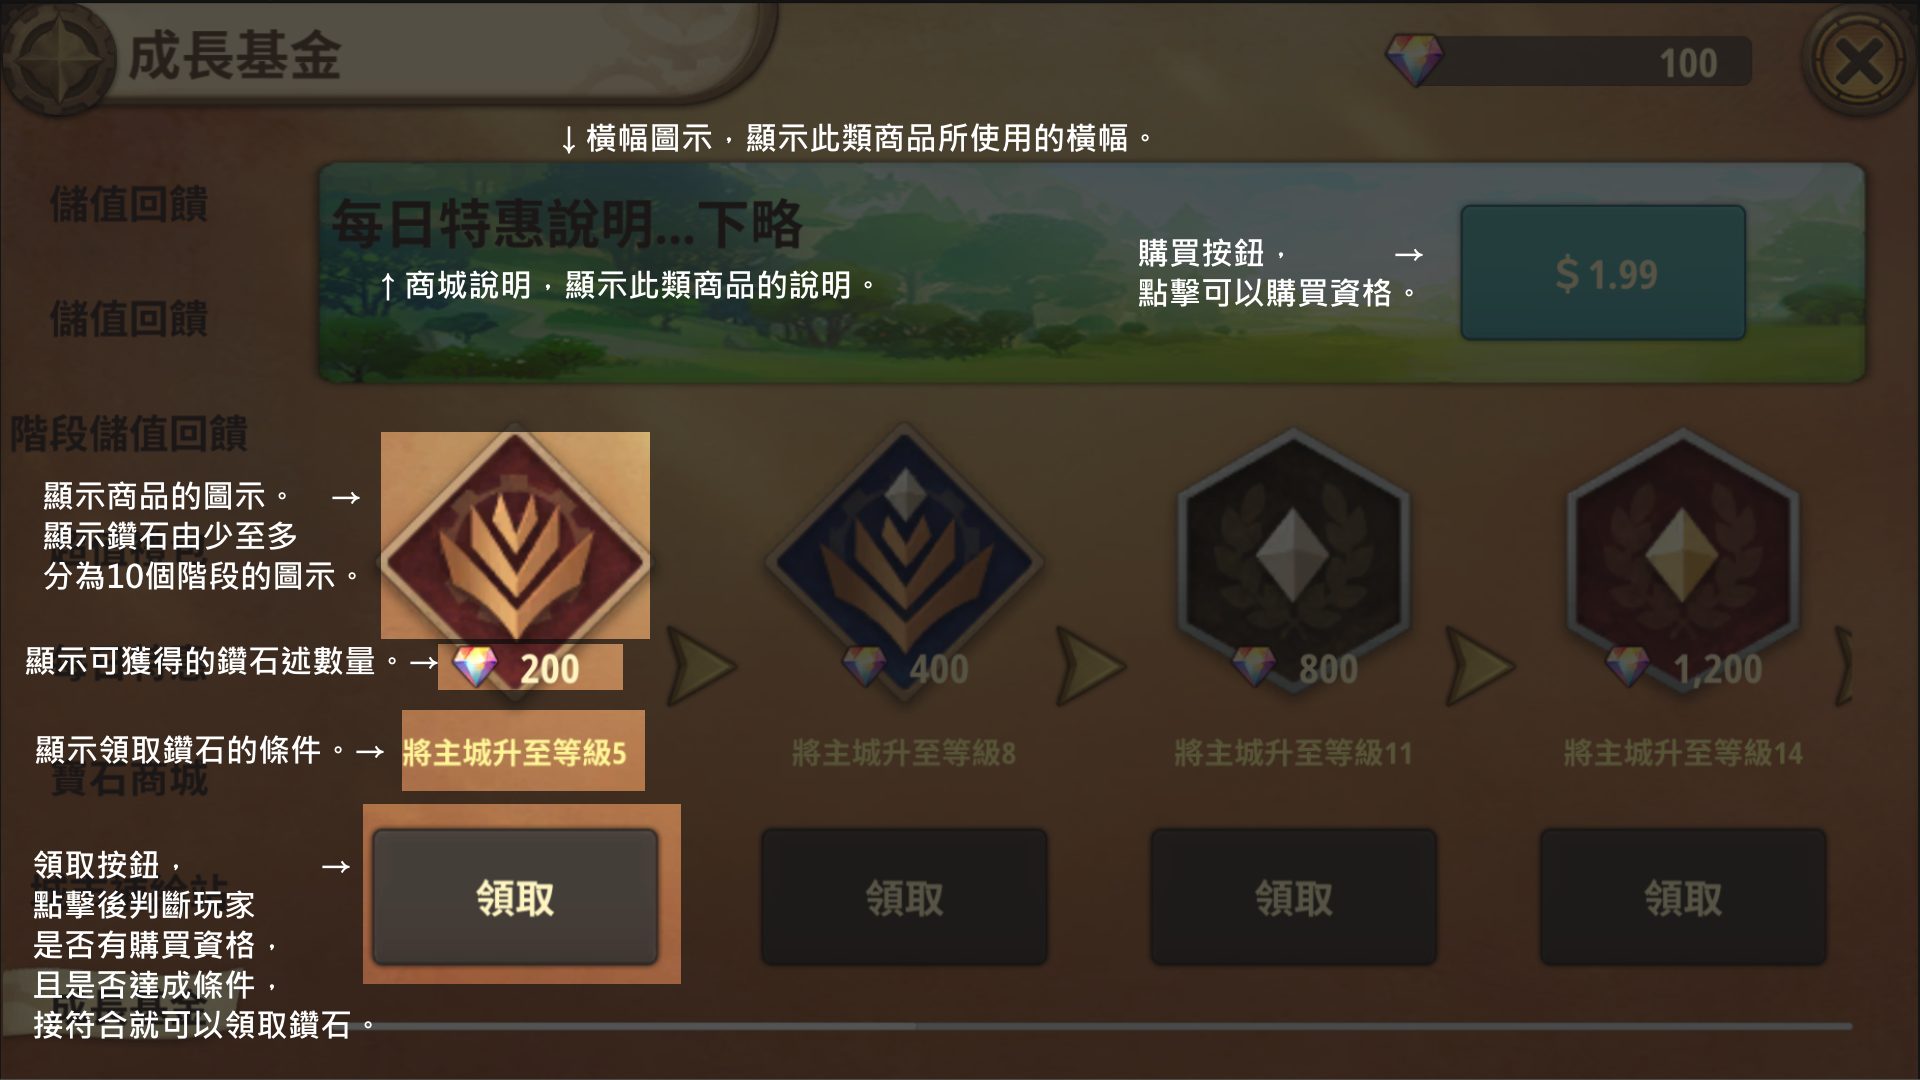 成長基金
100
↓橫幅圖示，顯示此類商品所使用的橫幅。
儲值回饋
每日特惠說明...下略
購買按鈕， →
$ 1.99
↑商城說明，顯示此類商品的說明。
點擊可以購買資格。
儲值回饋
階段儲值回饋
顯示商品的圖示。 →
顯示鑽石由少至多
分為10個階段的圖示。
顯示可獲得的鑽石述數量。→
200
400
800
1,200
顯示領取鑽石的條件。→
將主城升至等級5
將主城升至等級8
將主城升至等級11
將主城升至等級14
寶石商城
領取按鈕， →
點擊後判斷玩家
是否有購買資格，
且是否達成條件，
接符合就可以領取鑽石。
領取
領取
領取
領取
成長基金